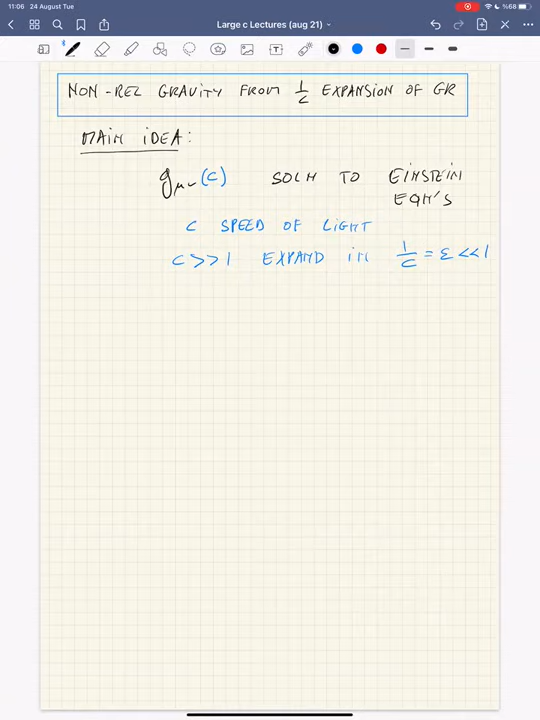 11:06 24 August Tue
%68
Large c Lectures (aug 21)
NON-REL GRAVITY FROM 1/c EXPANSION OF GR
MAIN IDEA:
gμν(c) SOLN TO EINSTEIN
EQN'S
c SPEED OF LIGHT
c >> 1 EXPAND IN 1/c = ε << 1